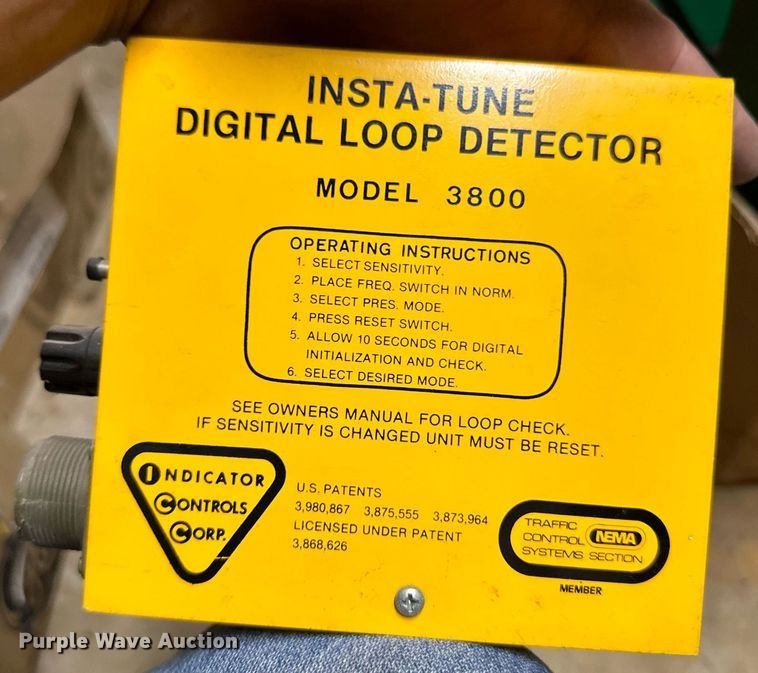 INSTA-TUNE
DIGITAL LOOP DETECTOR
MODEL 3800
OPERATING INSTRUCTIONS
1. SELECT SENSITIVITY.
2. PLACE FREQ. SWITCH IN NORM.
3. SELECT PRES. MODE.
4. PRESS RESET SWITCH.
5. ALLOW 10 SECONDS FOR DIGITAL
INITIALIZATION AND CHECK.
6. SELECT DESIRED MODE.
SEE OWNERS MANUAL FOR LOOP CHECK.
IF SENSITIVITY IS CHANGED UNIT MUST BE RESET.
INDICATOR
CONTROLS
CORP.
U.S. PATENTS
3,980,867 3,875,555 3,873,964
LICENSED UNDER PATENT
3,868,626
TRAFFIC
CONTROL NEMA
SYSTEMS SECTION
MEMBER
Purple Wave Auction